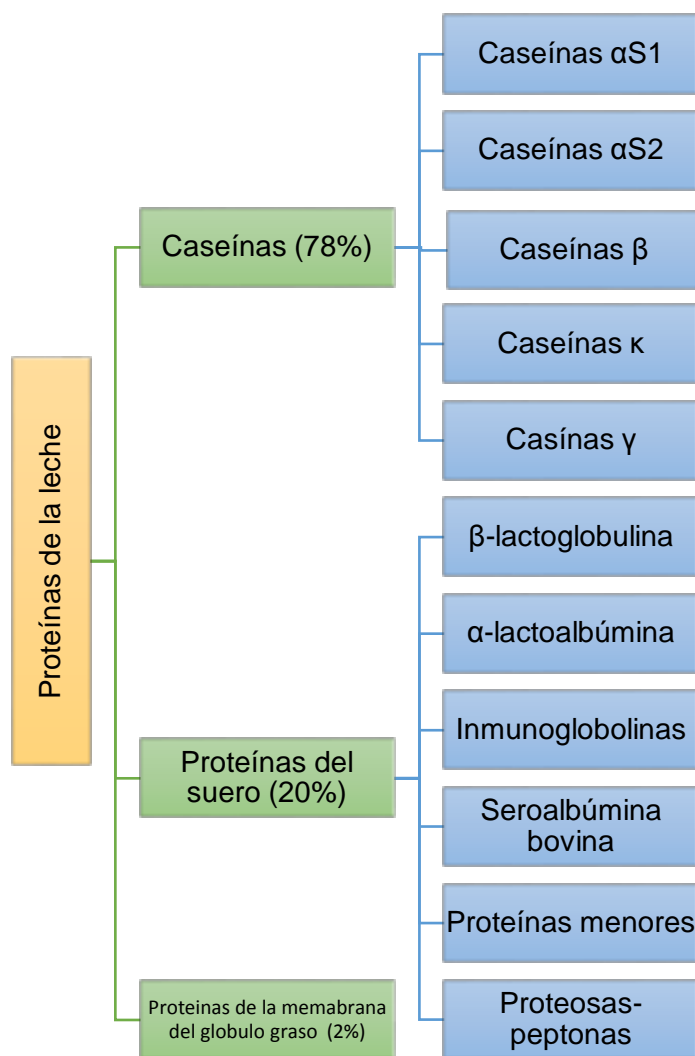 Proteínas de la leche
Caseínas (78%)
Caseínas αS1
Caseínas αS2
Caseínas β
Caseínas κ
Casínas γ
Proteínas del
suero (20%)
β-lactoglobulina
α-lactoalbúmina
Inmunoglobolinas
Seroalbúmina
bovina
Proteínas menores
Proteosas-
peptonas
Proteinas de la memabrana
del globulo graso (2%)